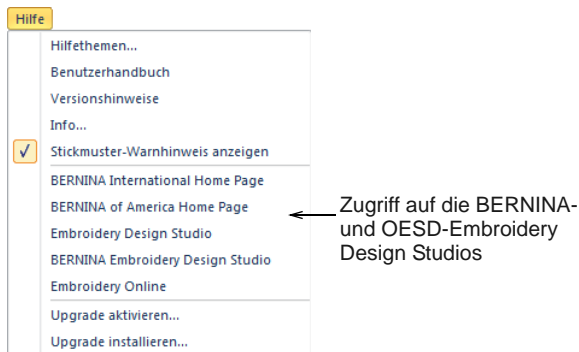 Hilfe
Hilfethemen...
Benutzerhandbuch
Versionshinweise
Info...
Stickmuster-Warnhinweis anzeigen
BERNINA International Home Page
BERNINA of America Home Page
Embroidery Design Studio
BERNINA Embroidery Design Studio
Embroidery Online
Upgrade aktivieren...
Upgrade installieren...
Zugriff auf die BERNINA-
und OESD-Embroidery
Design Studios